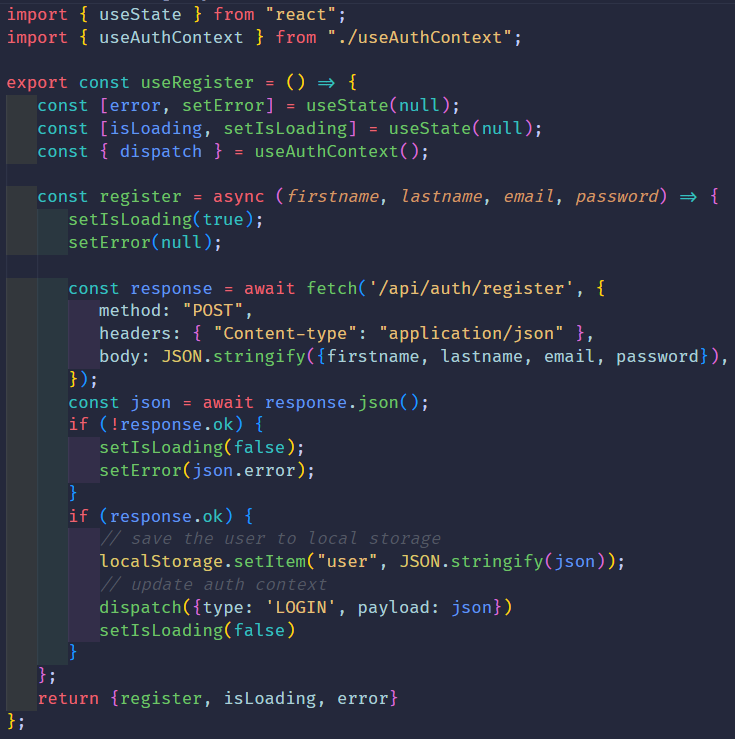 import { useState } from "react";
import { useAuthContext } from "./useAuthContext";

export const useRegister = () => {
    const [error, setError] = useState(null);
    const [isLoading, setIsLoading] = useState(null);
    const { dispatch } = useAuthContext();

    const register = async (firstname, lastname, email, password) => {
        setIsLoading(true);
        setError(null);

        const response = await fetch('/api/auth/register', {
            method: "POST",
            headers: { "Content-type": "application/json" },
            body: JSON.stringify({firstname, lastname, email, password}),
        });
        const json = await response.json();
        if (!response.ok) {
            setIsLoading(false);
            setError(json.error);
        }
        if (response.ok) {
            // save the user to local storage
            localStorage.setItem("user", JSON.stringify(json));
            // update auth context
            dispatch({type: 'LOGIN', payload: json})
            setIsLoading(false)
        }
    };
    return {register, isLoading, error}
};